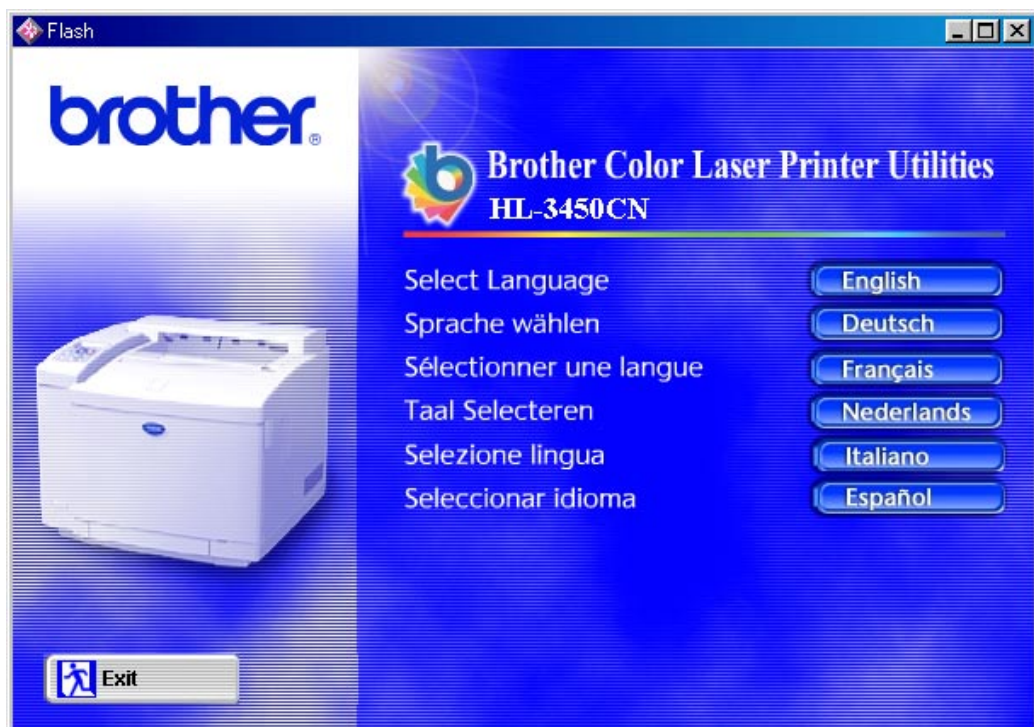 Flash
brother®
Brother Color Laser Printer Utilities
HL-3450CN
Select Language
English
Sprache wählen
Deutsch
Sélectionner une langue
Français
Taal Selecteren
Nederlands
Selezione lingua
Italiano
Seleccionar idioma
Español
Exit